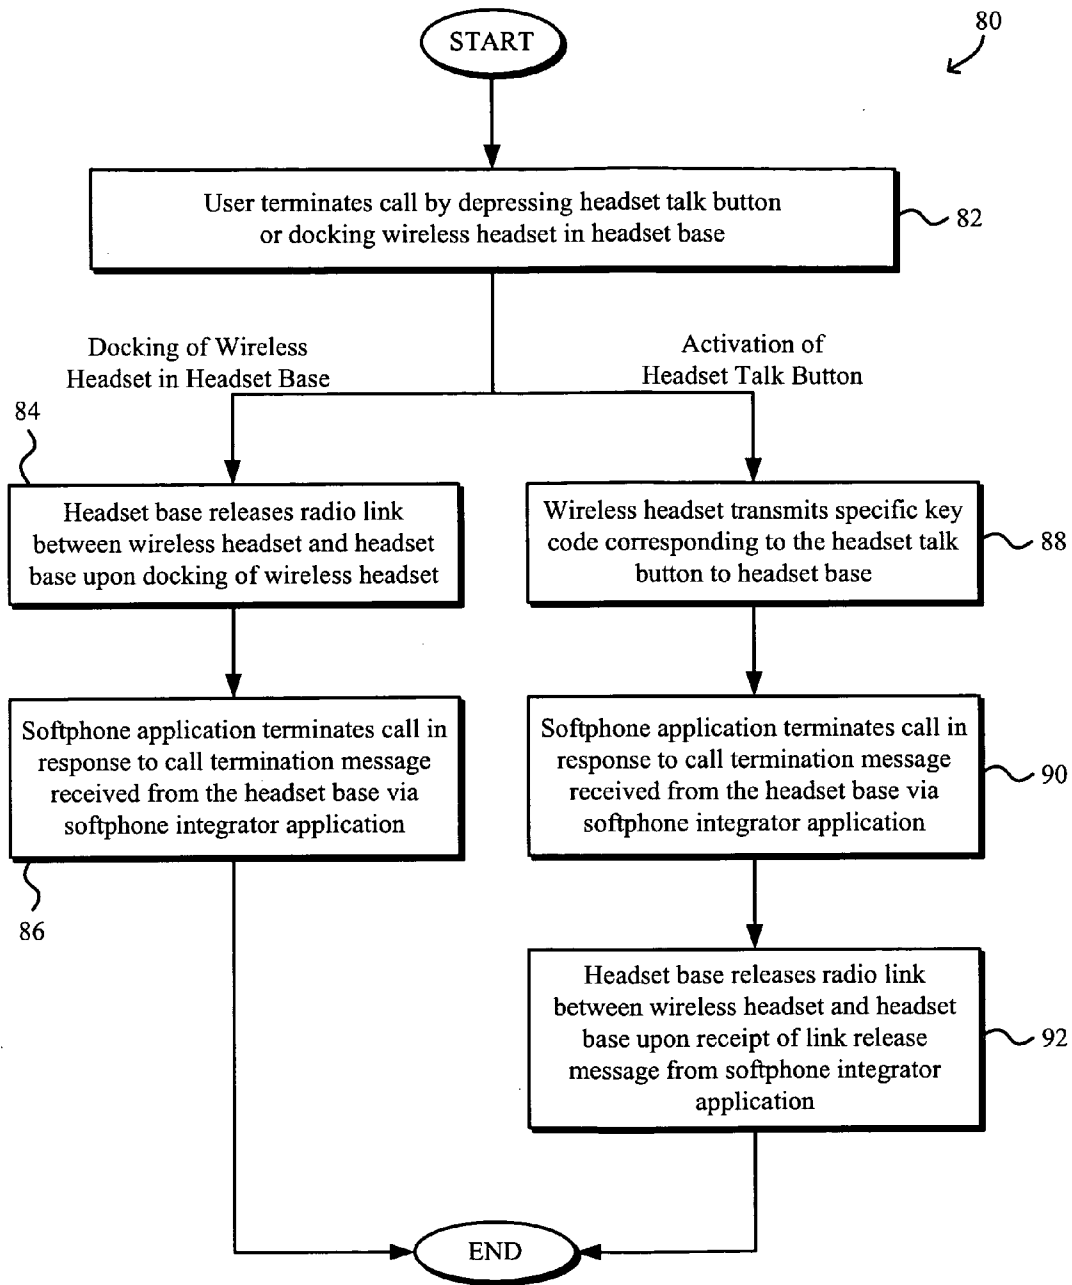 START
80
User terminates call by depressing headset talk button
or docking wireless headset in headset base
82
Docking of Wireless
Headset in Headset Base
Activation of
Headset Talk Button
84
Headset base releases radio link
between wireless headset and headset
base upon docking of wireless headset
Wireless headset transmits specific key
code corresponding to the headset talk
button to headset base
88
Softphone application terminates call in
response to call termination message
received from the headset base via
softphone integrator application
86
Softphone application terminates call in
response to call termination message
received from the headset base via
softphone integrator application
90
Headset base releases radio link
between wireless headset and headset
base upon receipt of link release
message from softphone integrator
application
92
END